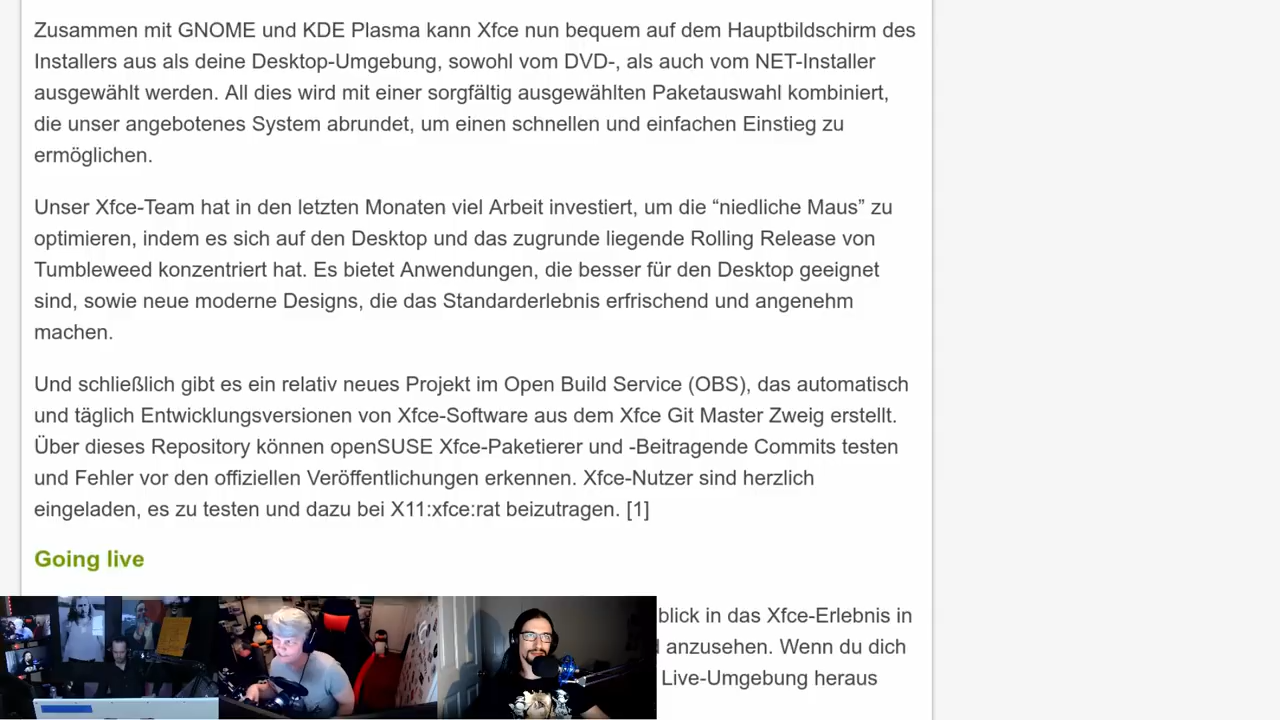 Zusammen mit GNOME und KDE Plasma kann Xfce nun bequem auf dem Hauptbildschirm des
Installers aus als deine Desktop-Umgebung, sowohl vom DVD-, als auch vom NET-Installer
ausgewählt werden. All dies wird mit einer sorgfältig ausgewählten Paketauswahl kombiniert,
die unser angebotenes System abrundet, um einen schnellen und einfachen Einstieg zu
ermöglichen.
Unser Xfce-Team hat in den letzten Monaten viel Arbeit investiert, um die “niedliche Maus” zu
optimieren, indem es sich auf den Desktop und das zugrunde liegende Rolling Release von
Tumbleweed konzentriert hat. Es bietet Anwendungen, die besser für den Desktop geeignet
sind, sowie neue moderne Designs, die das Standarderlebnis erfrischend und angenehm
machen.
Und schließlich gibt es ein relativ neues Projekt im Open Build Service (OBS), das automatisch
und täglich Entwicklungsversionen von Xfce-Software aus dem Xfce Git Master Zweig erstellt.
Über dieses Repository können openSUSE Xfce-Paketierer und -Beitragende Commits testen
und Fehler vor den offiziellen Veröffentlichungen erkennen. Xfce-Nutzer sind herzlich
eingeladen, es zu testen und dazu bei X11:xfce:rat beizutragen. [1]
Going live
blick in das Xfce-Erlebnis in
anzusehen. Wenn du dich
Live-Umgebung heraus